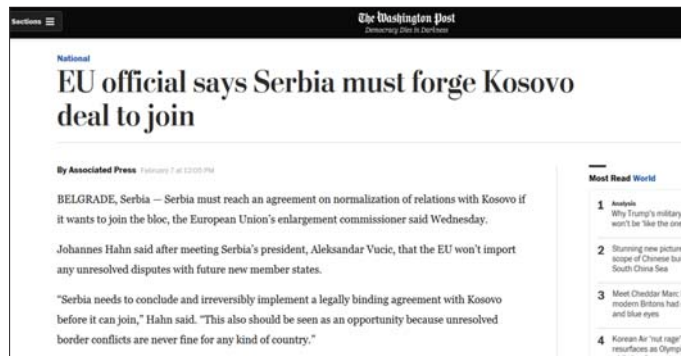 Sections
The Washington Post
Democracy Dies in Darkness
National
EU official says Serbia must forge Kosovo
deal to join
By Associated Press February 7 at 12:05 PM
BELGRADE, Serbia — Serbia must reach an agreement on normalization of relations with Kosovo if
it wants to join the bloc, the European Union's enlargement commissioner said Wednesday.
Johannes Hahn said after meeting Serbia's president, Aleksandar Vucic, that the EU won't import
any unresolved disputes with future new member states.
“Serbia needs to conclude and irreversibly implement a legally binding agreement with Kosovo
before it can join,” Hahn said. “This also should be seen as an opportunity because unresolved
border conflicts are never fine for any kind of country.”
Most Read World
1 Analysis
Why Trump's military
won't be 'like the one
2 Stunning new picture
scope of Chinese bui
South China Sea
3 Meet Cheddar Man:
modern Britons had
and blue eyes
4 Korean Air 'nut rage'
resurfaces as Olymp